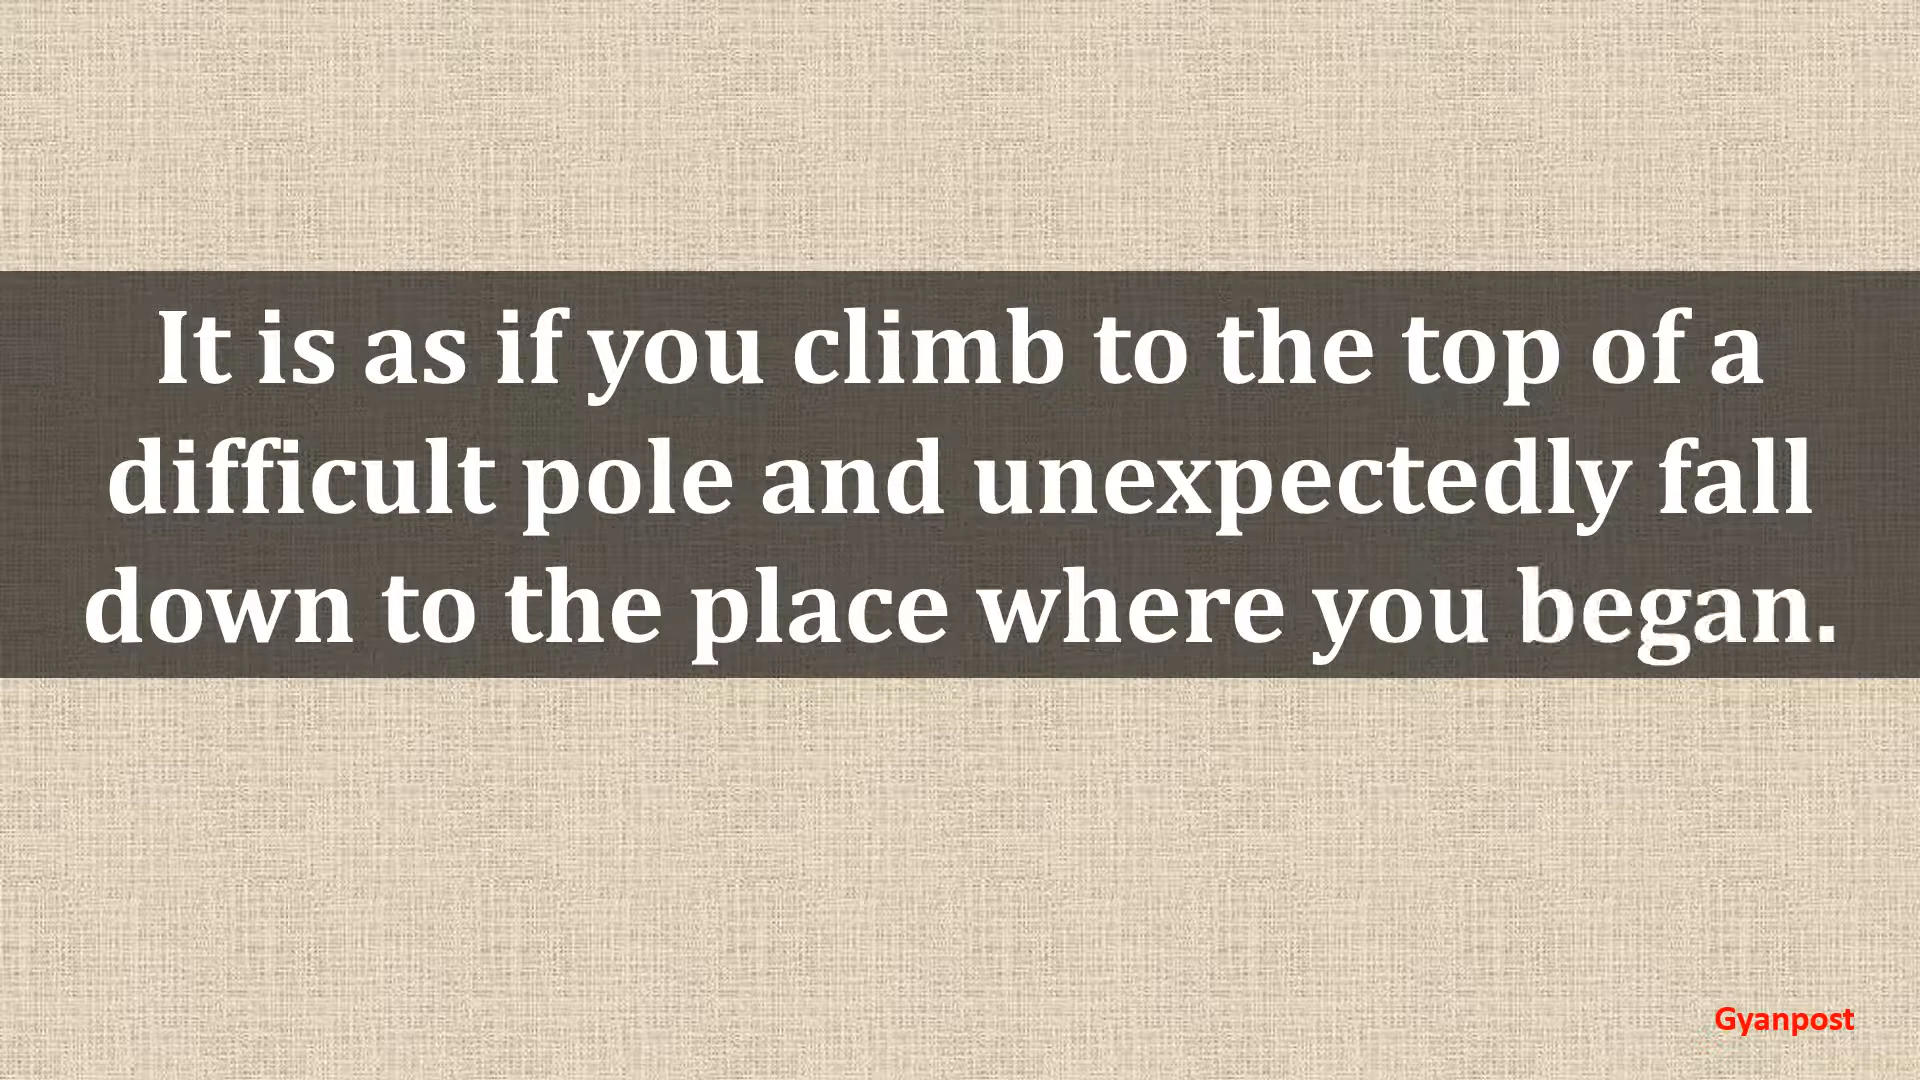 It is as if you climb to the top of a
difficult pole and unexpectedly fall
down to the place where you began.
Gyanpost